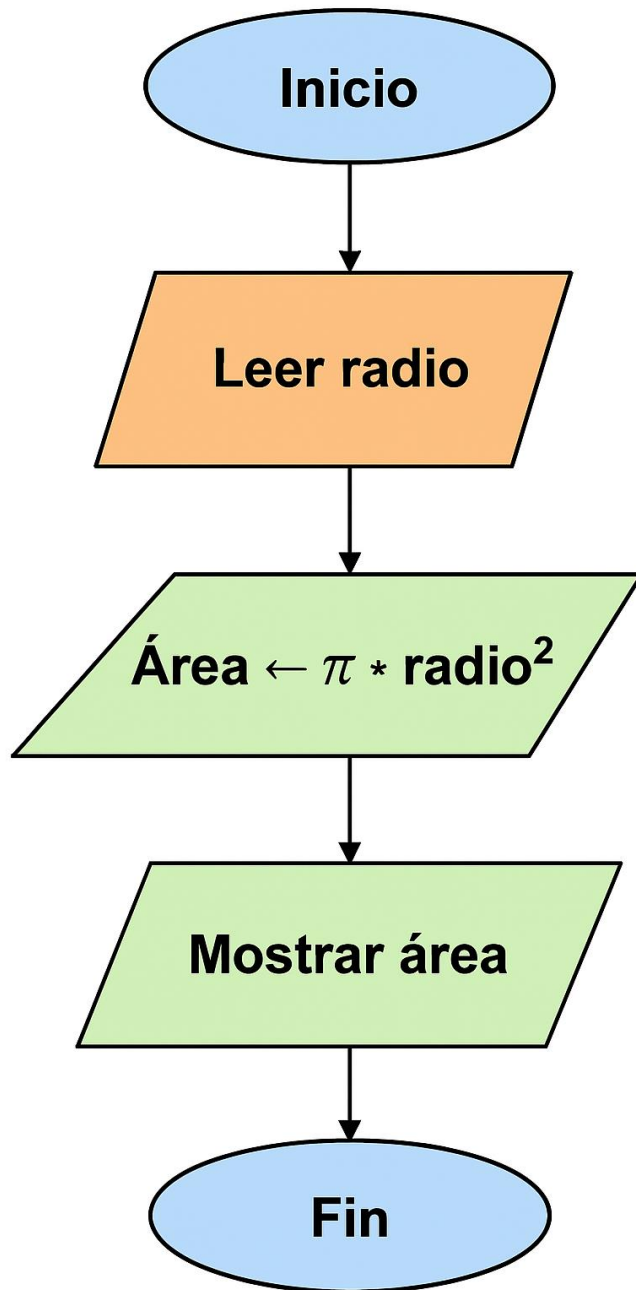 Inicio
Leer radio
Área ← π * radio²
Mostrar área
Fin